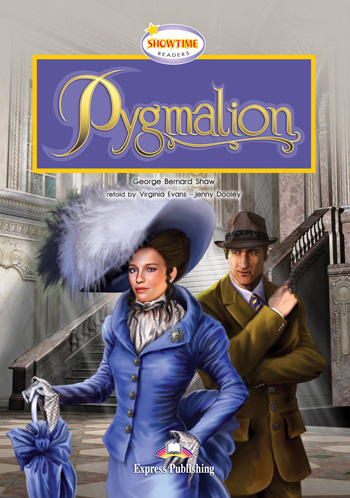 SHOWTIME
READERS
Pygmalion
George Bernard Shaw
retold by Virginia Evans - Jenny Dooley
Express Publishing